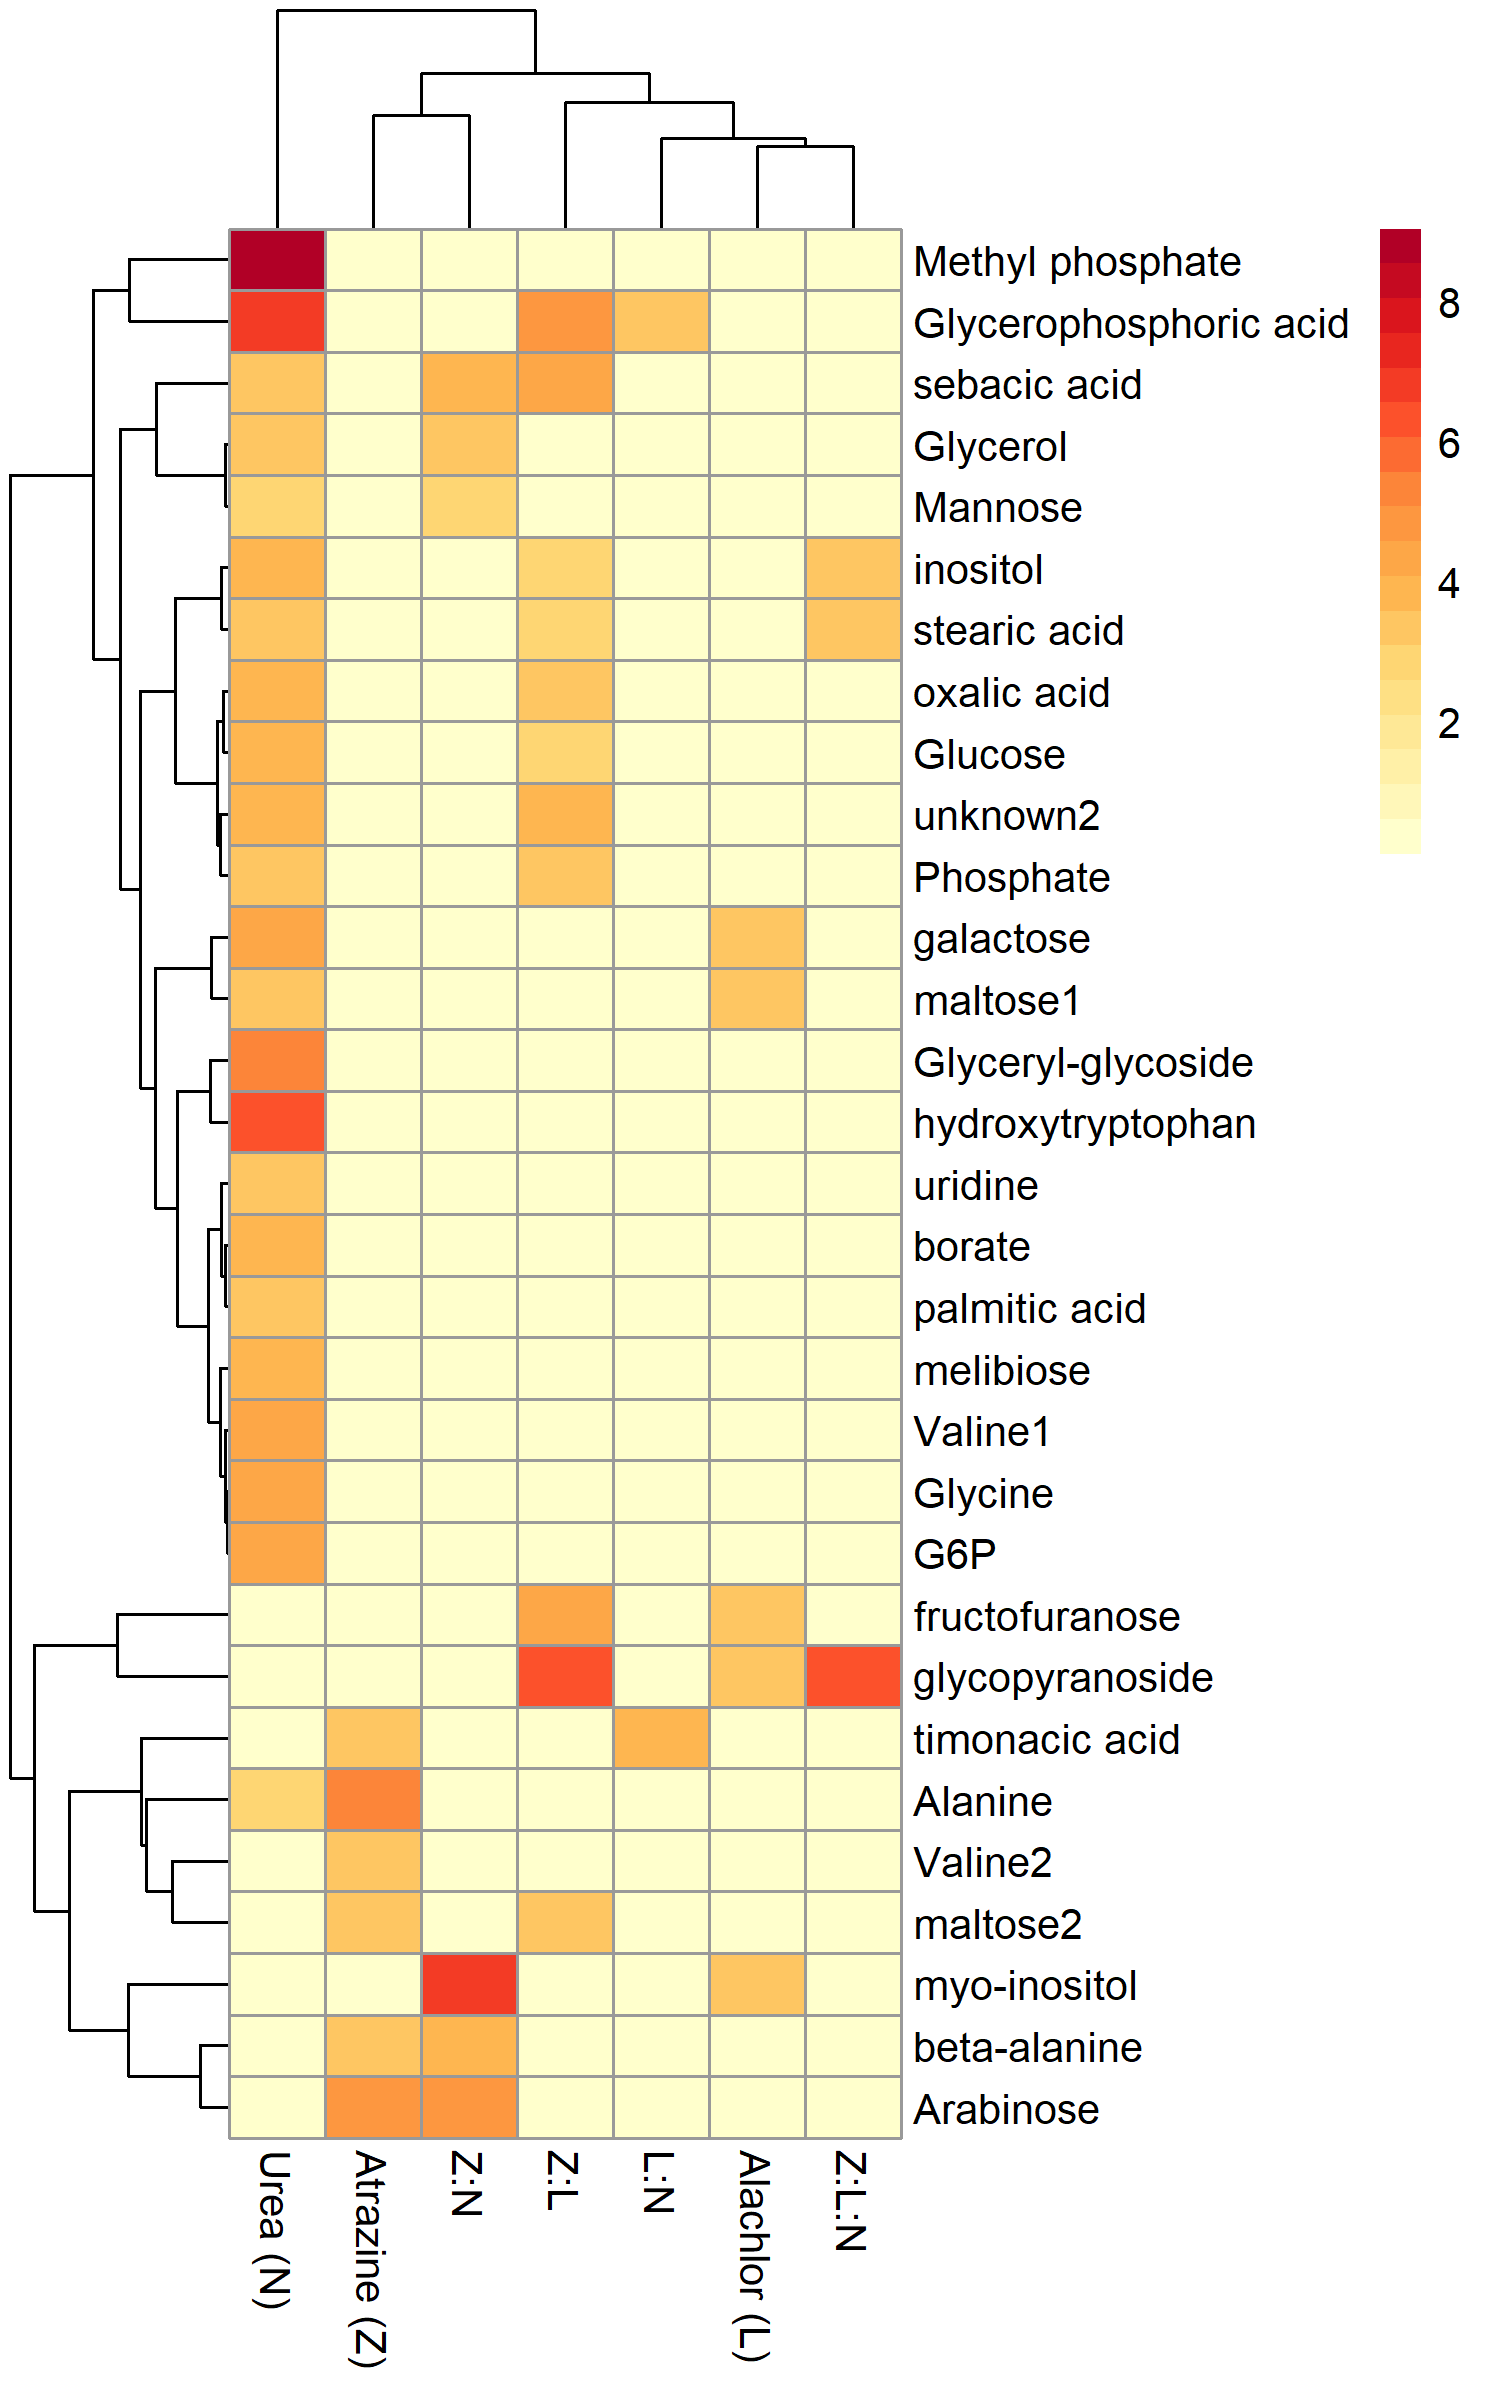 Methyl phosphate
Glycerophosphoric acid
sebacic acid
Glycerol
Mannose
inositol
stearic acid
oxalic acid
Glucose
unknown2
Phosphate
galactose
maltose1
Glyceryl-glycoside
hydroxytryptophan
uridine
borate
palmitic acid
melibiose
Valine1
Glycine
G6P
fructofuranose
glycopyranoside
timonacic acid
Alanine
Valine2
maltose2
myo-inositol
beta-alanine
Arabinose
8
6
4
2
Urea (N)
Atrazine (Z)
Z:N
Z:L
L:N
Alachlor (L)
Z:L:N